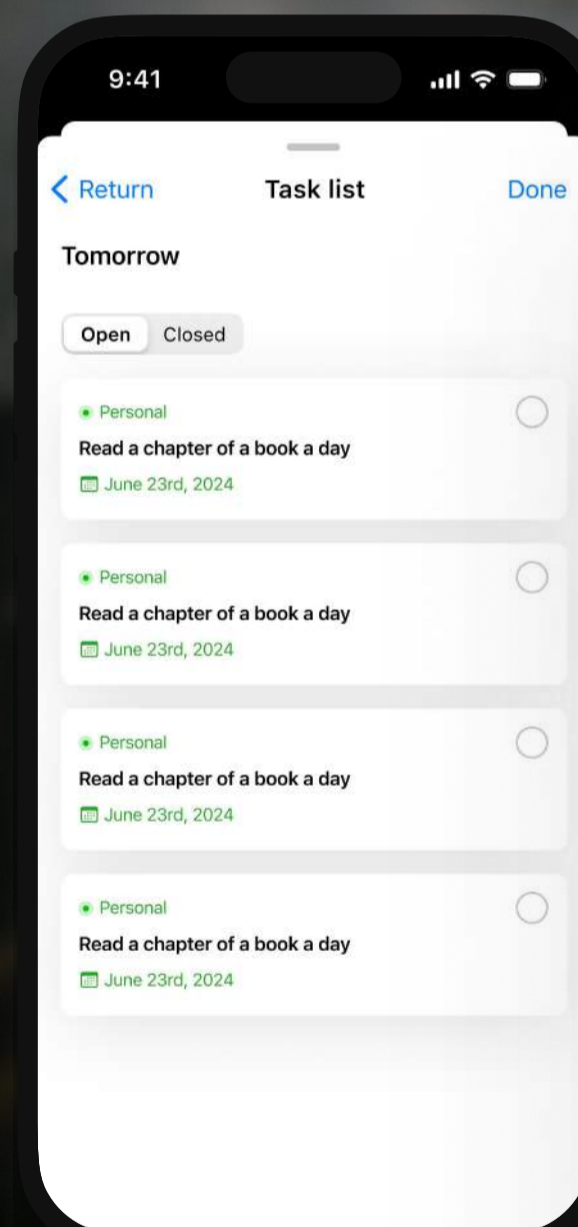 9:41
Return Task list Done
Tomorrow
Open Closed
Personal
Read a chapter of a book a day
June 23rd, 2024
Personal
Read a chapter of a book a day
June 23rd, 2024
Personal
Read a chapter of a book a day
June 23rd, 2024
Personal
Read a chapter of a book a day
June 23rd, 2024